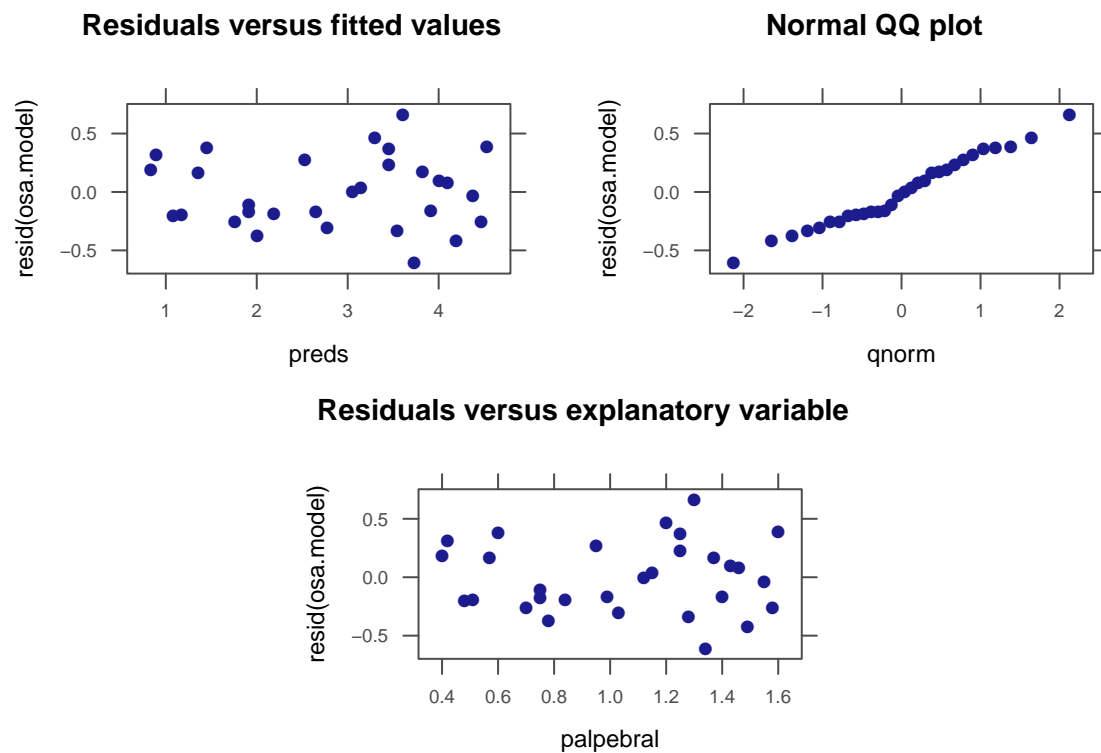 Residuals versus fitted values
resid(osa.model)
0.5
0.0
−0.5
1 2 3 4
preds
Normal QQ plot
resid(osa.model)
0.5
0.0
−0.5
−2 −1 0 1 2
qnorm
Residuals versus explanatory variable
resid(osa.model)
0.5
0.0
−0.5
0.4 0.6 0.8 1.0 1.2 1.4 1.6
palpebral